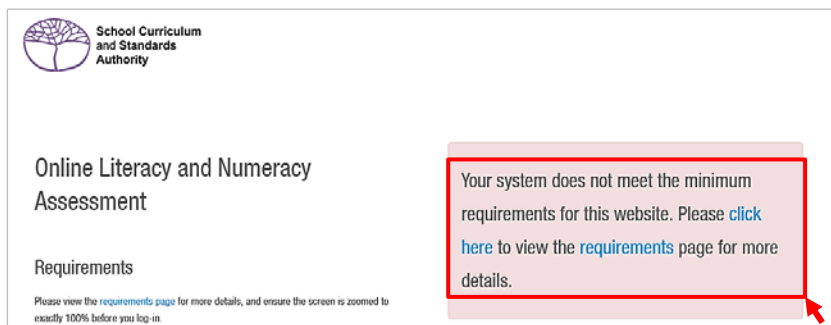 School Curriculum
and Standards
Authority
Online Literacy and Numeracy
Assessment
Requirements
Please view the requirements page for more details, and ensure the screen is zoomed to
exactly 100% before you log-in.
Your system does not meet the minimum
requirements for this website. Please click
here to view the requirements page for more
details.